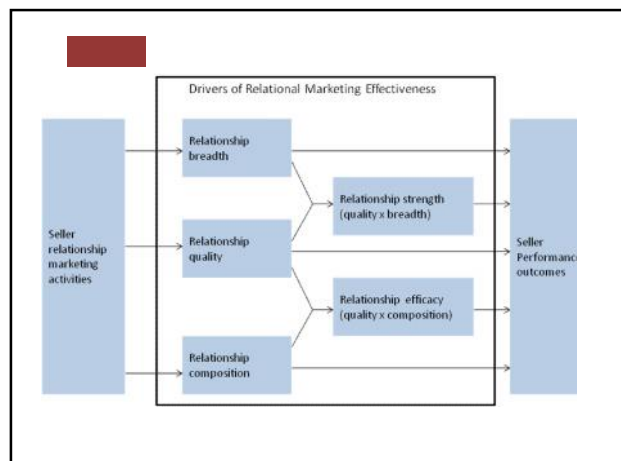 Drivers of Relational Marketing Effectiveness
Relationship
breadth
Relationship strength
(quality x breadth)
Seller
relationship
marketing
activities
Relationship
quality
Seller
Performance
outcomes
Relationship efficacy
(quality x composition)
Relationship
composition